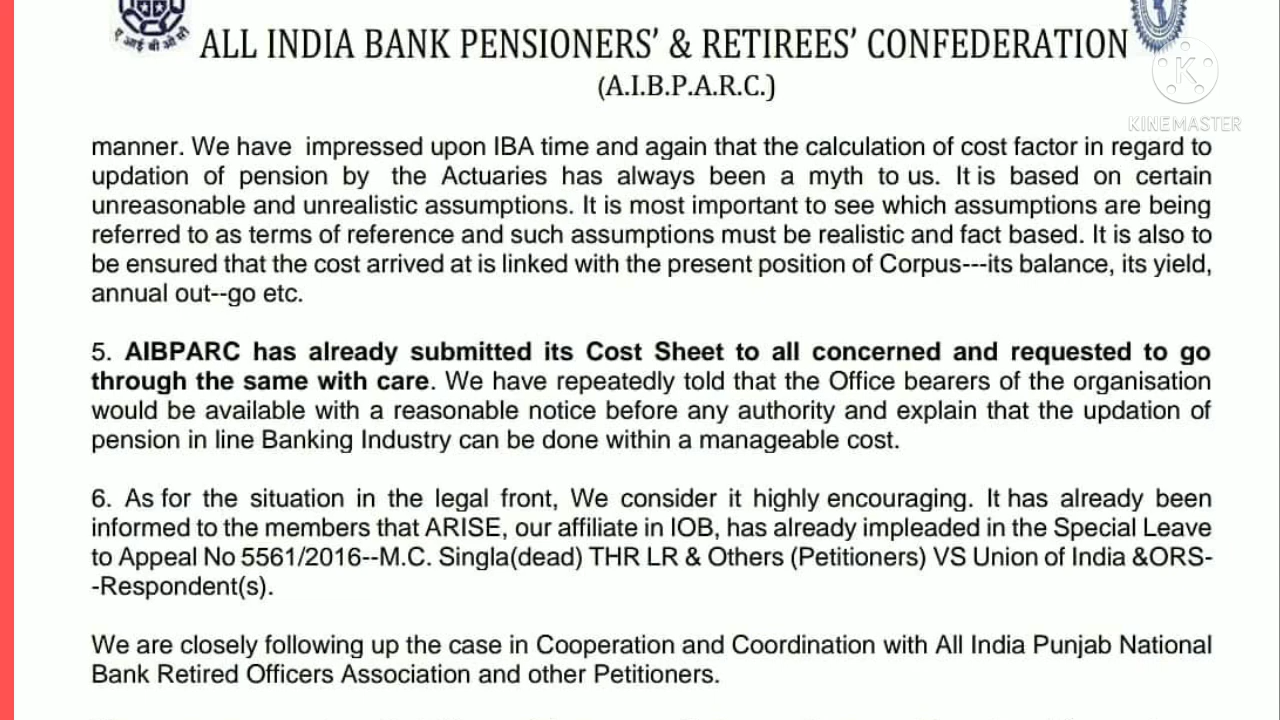 ए आई बी ओ सी
ALL INDIA BANK PENSIONERS’ & RETIREES’ CONFEDERATION
(A.I.B.P.A.R.C.)
K
KINEMASTER
manner. We have impressed upon IBA time and again that the calculation of cost factor in regard to
updation of pension by the Actuaries has always been a myth to us. It is based on certain
unreasonable and unrealistic assumptions. It is most important to see which assumptions are being
referred to as terms of reference and such assumptions must be realistic and fact based. It is also to
be ensured that the cost arrived at is linked with the present position of Corpus---its balance, its yield,
annual out--go etc.
5. AIBPARC has already submitted its Cost Sheet to all concerned and requested to go
through the same with care. We have repeatedly told that the Office bearers of the organisation
would be available with a reasonable notice before any authority and explain that the updation of
pension in line Banking Industry can be done within a manageable cost.
6. As for the situation in the legal front, We consider it highly encouraging. It has already been
informed to the members that ARISE, our affiliate in IOB, has already impleaded in the Special Leave
to Appeal No 5561/2016--M.C. Singla(dead) THR LR & Others (Petitioners) VS Union of India &ORS-
-Respondent(s).
We are closely following up the case in Cooperation and Coordination with All India Punjab National
Bank Retired Officers Association and other Petitioners.